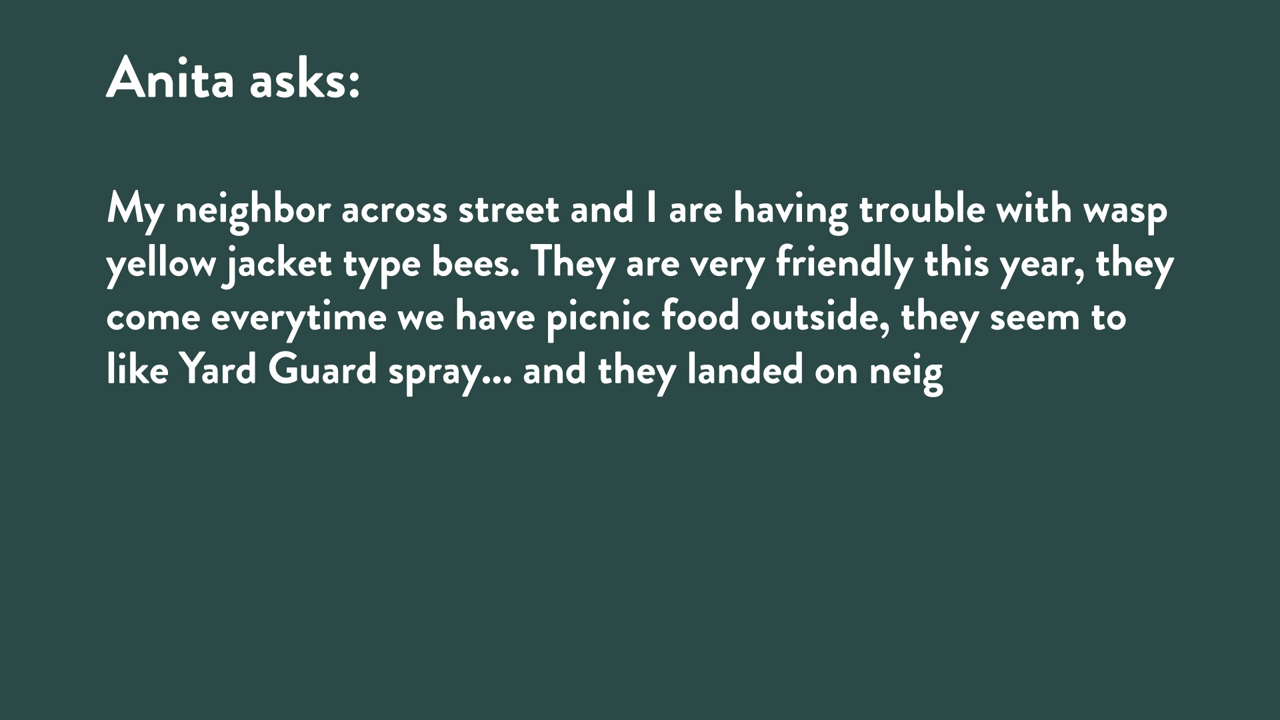 Anita asks:
My neighbor across street and I are having trouble with wasp
yellow jacket type bees. They are very friendly this year, they
come everytime we have picnic food outside, they seem to
like Yard Guard spray... and they landed on neig